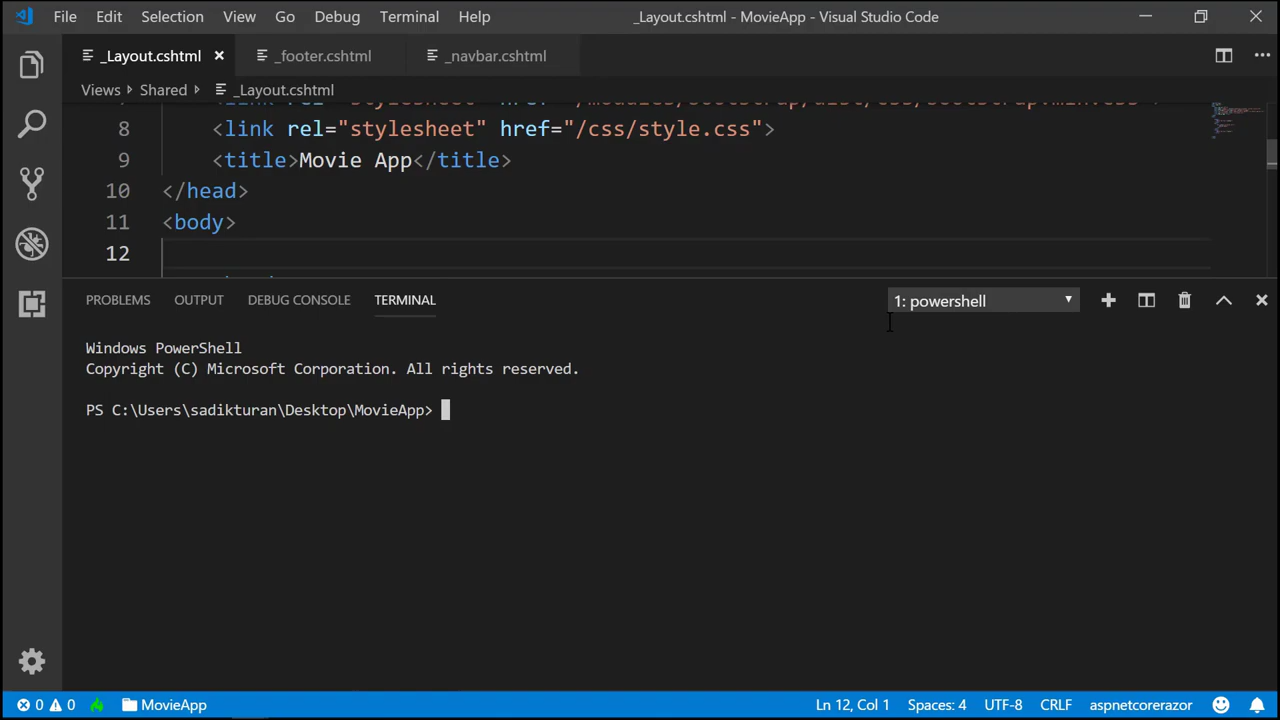 File Edit Selection View Go Debug Terminal Help _Layout.cshtml - MovieApp - Visual Studio Code
_Layout.cshtml _footer.cshtml _navbar.cshtml
Views Shared _Layout.cshtml
8 <link rel="stylesheet" href="/css/style.css">
9 <title>Movie App</title>
10 </head>
11 <body>
12
PROBLEMS OUTPUT DEBUG CONSOLE TERMINAL 1: powershell
Windows PowerShell
Copyright (C) Microsoft Corporation. All rights reserved.
PS C:\Users\sadikturan\Desktop\MovieApp>
0 0 MovieApp Ln 12, Col 1 Spaces: 4 UTF-8 CRLF aspnetcorerazor